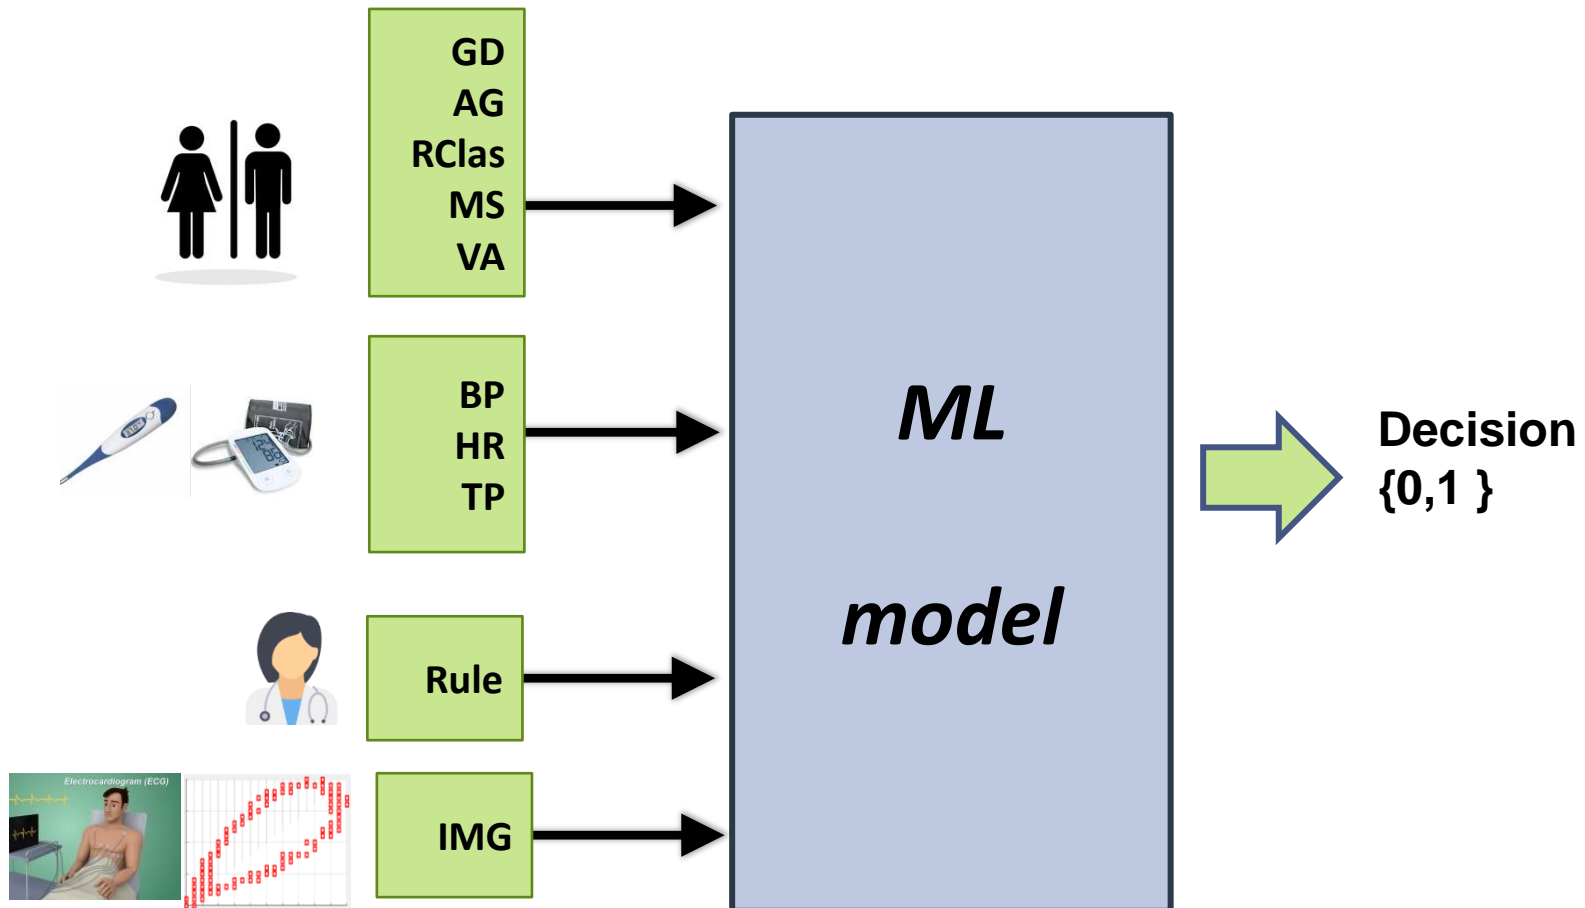 GD
AG
RClas
MS
VA
BP
HR
TP
ML
model
Decision
{0,1 }
Rule
Electrocardiogram (ECG)
IMG